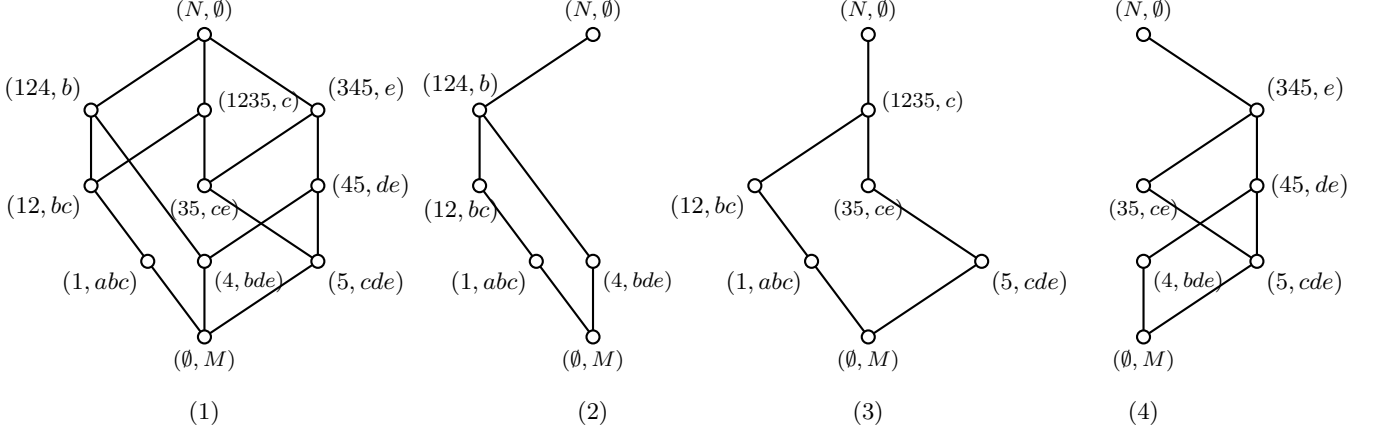 (N, ∅) (N, ∅) (N, ∅) (N, ∅)
(124, b) (1235, c) (345, e) (124, b) (1235, c) (345, e)
(12, bc) (35, ce) (45, de) (12, bc) (12, bc) (35, ce) (35, ce) (45, de)
(1, abc) (4, bde) (5, cde) (1, abc) (4, bde) (1, abc) (5, cde) (4, bde) (5, cde)
(∅, M) (∅, M) (∅, M) (∅, M)
(1) (2) (3) (4)